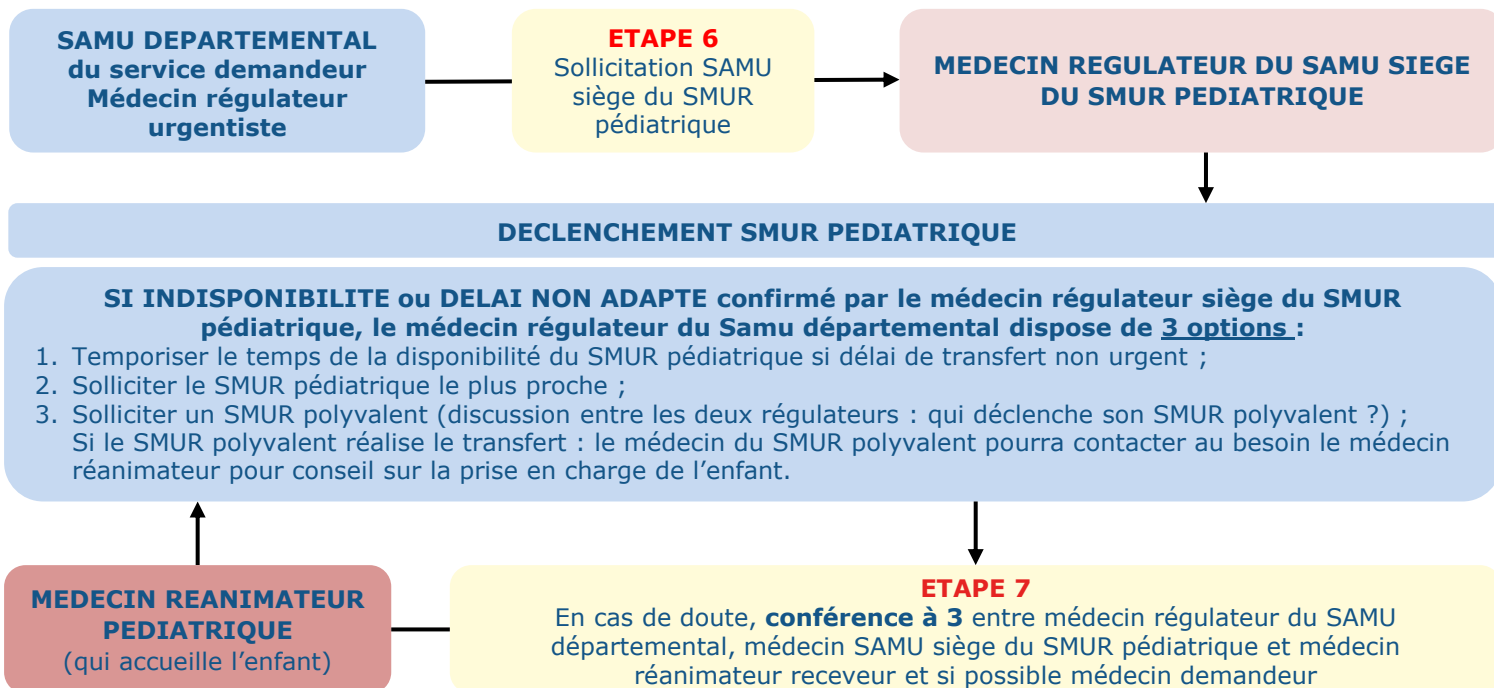 SAMU DEPARTEMENTAL
du service demandeur
Médecin régulateur
urgentiste
ETAPE 6
Sollicitation SAMU
siège du SMUR
pédiatrique
MEDECIN REGULATEUR DU SAMU SIEGE
DU SMUR PEDIATRIQUE
DECLENCHEMENT SMUR PEDIATRIQUE
SI INDISPONIBILITE ou DELAI NON ADAPTE confirmé par le médecin régulateur siège du SMUR
pédiatrique, le médecin régulateur du Samu départemental dispose de 3 options :
1. Temporiser le temps de la disponibilité du SMUR pédiatrique si délai de transfert non urgent ;
2. Solliciter le SMUR pédiatrique le plus proche ;
3. Solliciter un SMUR polyvalent (discussion entre les deux régulateurs : qui déclenche son SMUR polyvalent ?) ;
Si le SMUR polyvalent réalise le transfert : le médecin du SMUR polyvalent pourra contacter au besoin le médecin
réanimateur pour conseil sur la prise en charge de l’enfant.
MEDECIN REANIMATEUR
PEDIATRIQUE
(qui accueille l’enfant)
ETAPE 7
En cas de doute, conférence à 3 entre médecin régulateur du SAMU
départemental, médecin SAMU siège du SMUR pédiatrique et médecin
réanimateur receveur et si possible médecin demandeur